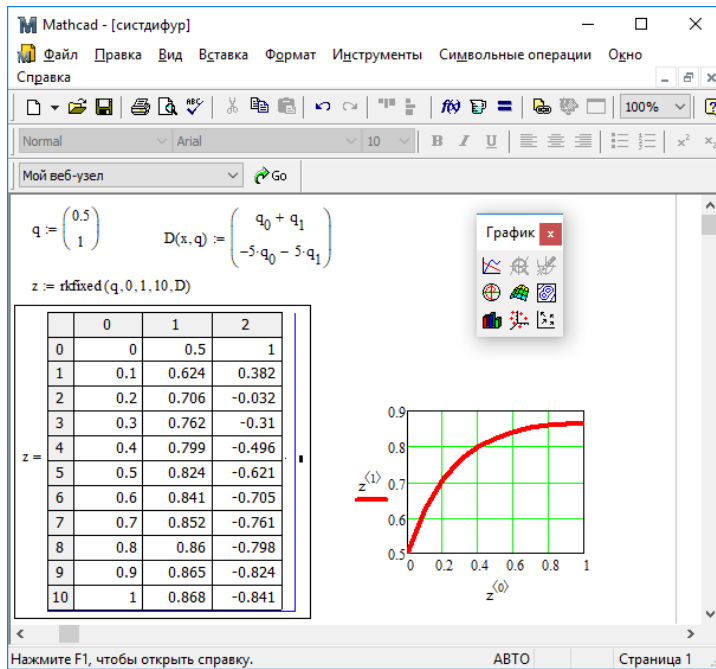 Mathcad - [систдифур]
Файл Правка Вид Вставка Формат Инструменты Символьные операции Окно
Справка
100%
Normal Arial 10 B I U x² x₂
Мой веб-узел Go
q := (0.5 1) D(x,q) := (q₀ + q₁ -5·q₀ - 5·q₁)
z := rkfixed(q,0,1,10,D)
График x
z =
0 1 2
0 0 0.5 1
1 0.1 0.624 0.382
2 0.2 0.706 -0.032
3 0.3 0.762 -0.31
4 0.4 0.799 -0.496
5 0.5 0.824 -0.621
6 0.6 0.841 -0.705
7 0.7 0.852 -0.761
8 0.8 0.86 -0.798
9 0.9 0.865 -0.824
10 1 0.868 -0.841
0.9
0.8
0.7
0.6
0.5
z⟨1⟩
0 0.2 0.4 0.6 0.8 1
z⟨0⟩
Нажмите F1, чтобы открыть справку. АВТО Страница 1